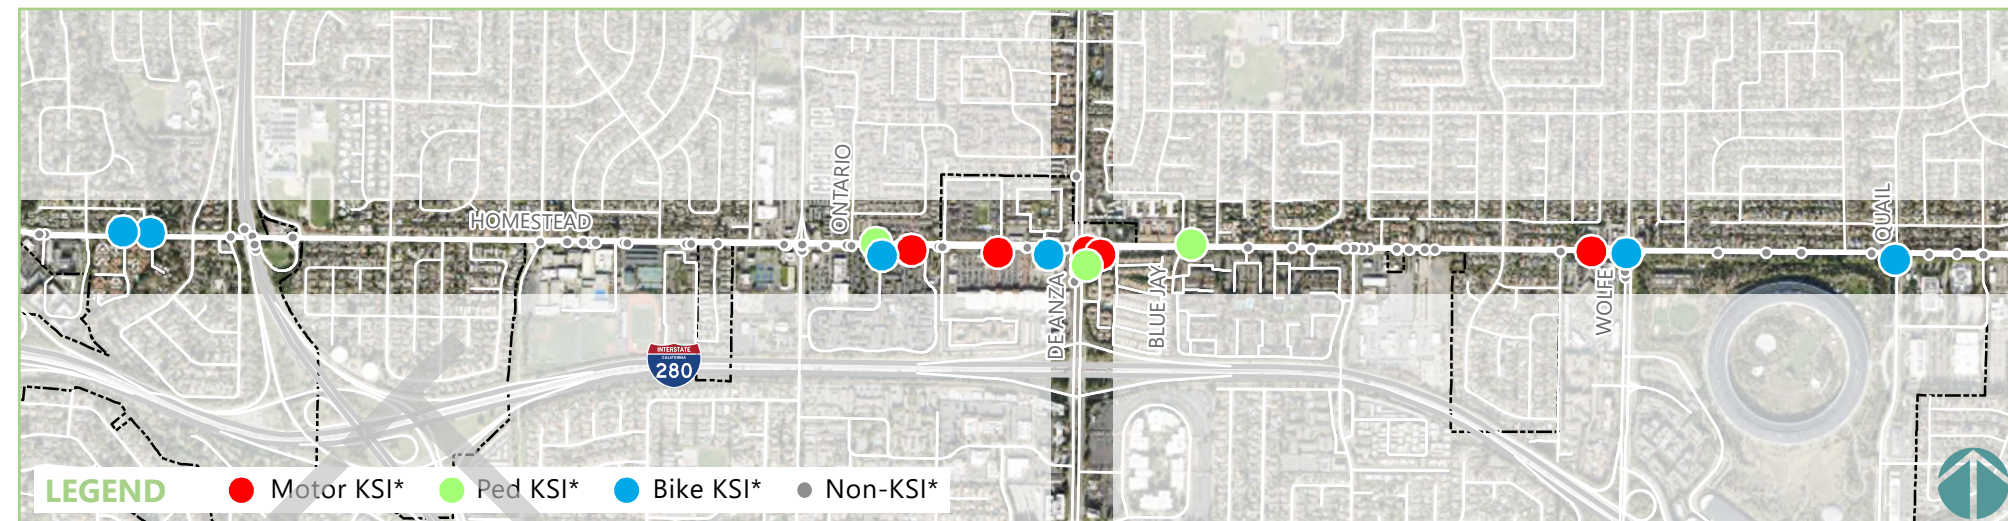 ONTARIO
HOMESTEAD
QUAIL
DE ANZA
BLUE JAY
WOLFE
INTERSTATE
CALIFORNIA
280
LEGEND
Motor KSI*
Ped KSI*
Bike KSI*
Non-KSI*